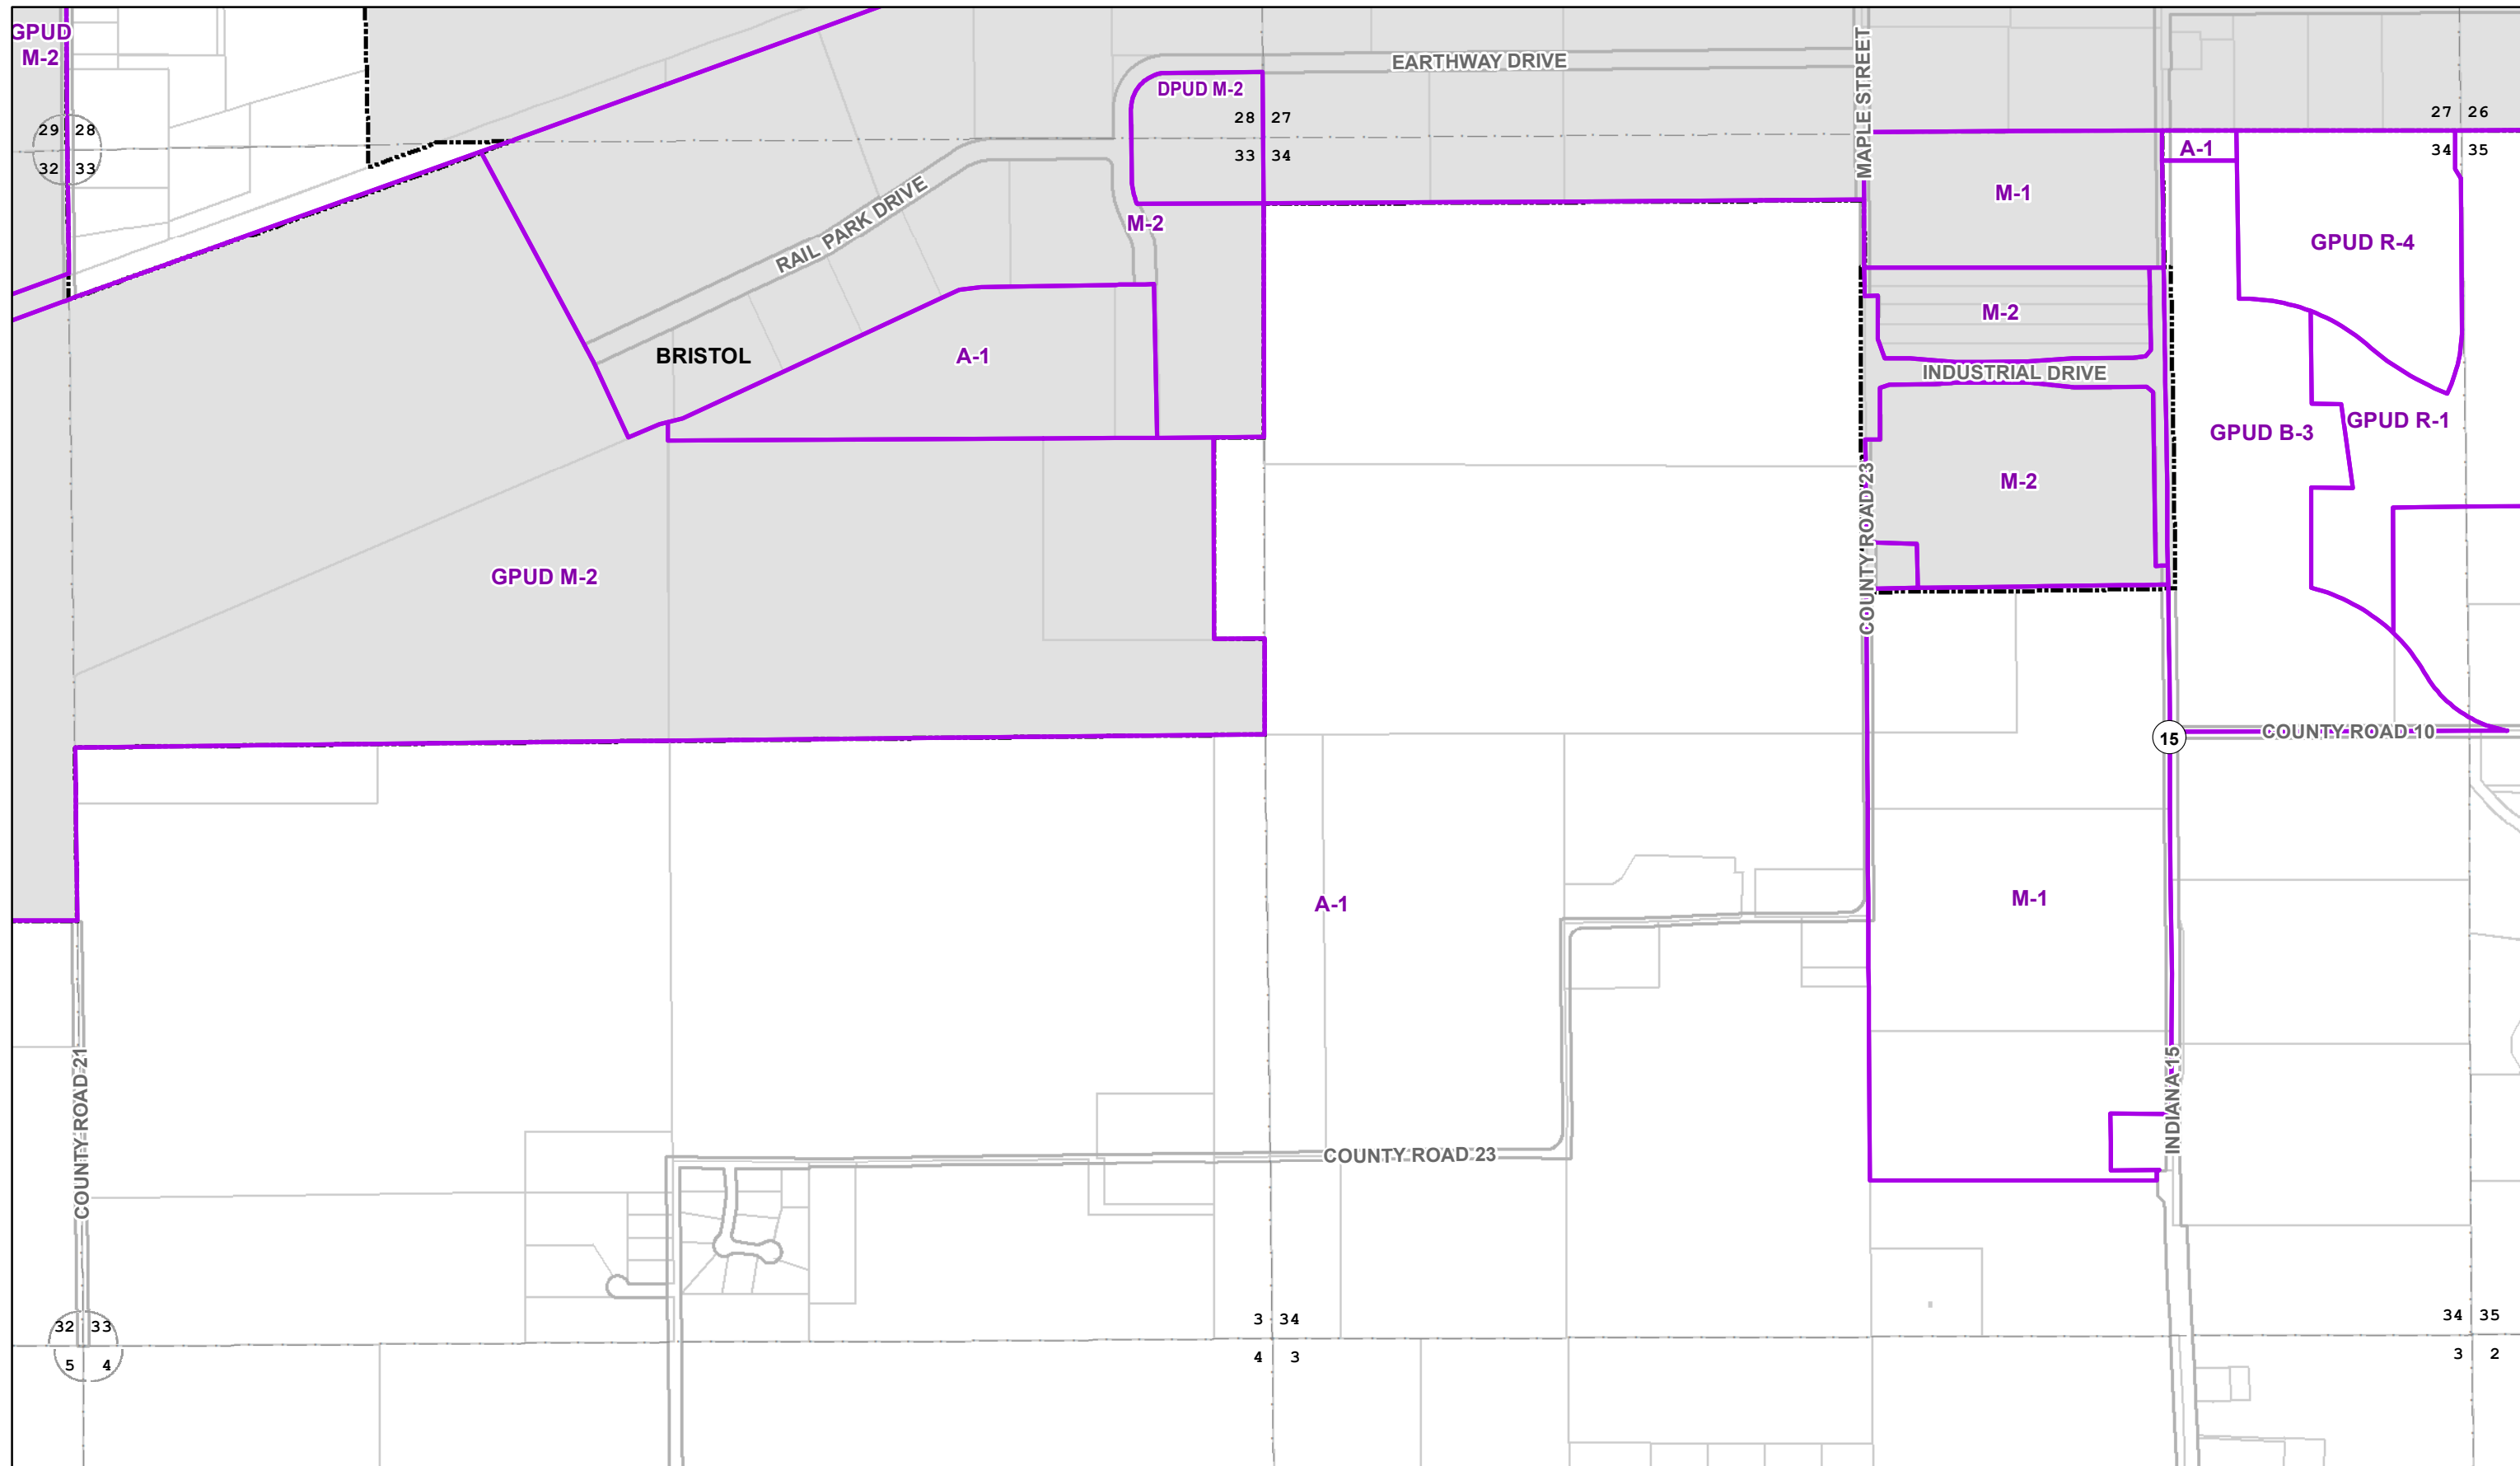 GPUD
M-2
MAPLE STREET
EARTHWAY DRIVE
DPUD M-2
28 27
27 26
29 28
A-1
33 34
34 35
32 33
M-1
RAIL PARK DRIVE
M-2
GPUD R-4
M-2
BRISTOL
A-1
INDUSTRIAL DRIVE
GPUD R-1
GPUD B-3
M-2
COUNTY ROAD 23
GPUD M-2
15
COUNTY ROAD 10
A-1
M-1
COUNTY ROAD 21
INDIANA 15
COUNTY ROAD 23
32 33
3 34
34 35
5 4
4 3
3 2